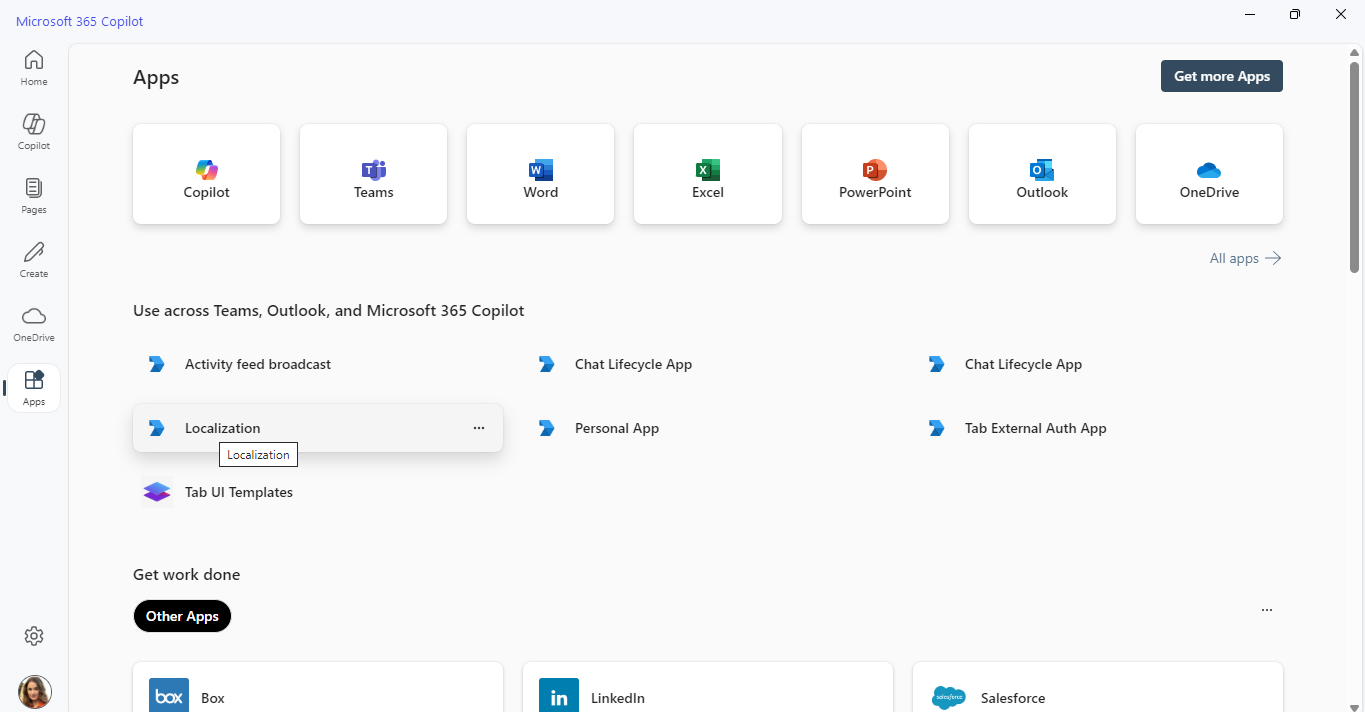 Microsoft 365 Copilot
Home
Copilot
Pages
Create
OneDrive
Apps
Apps
Get more Apps
Copilot
Teams
Word
Excel
PowerPoint
Outlook
OneDrive
All apps
Use across Teams, Outlook, and Microsoft 365 Copilot
Activity feed broadcast
Chat Lifecycle App
Chat Lifecycle App
Localization
...
Personal App
Tab External Auth App
Localization
Tab UI Templates
Get work done
Other Apps
...
box
Box
in
LinkedIn
salesforce
Salesforce